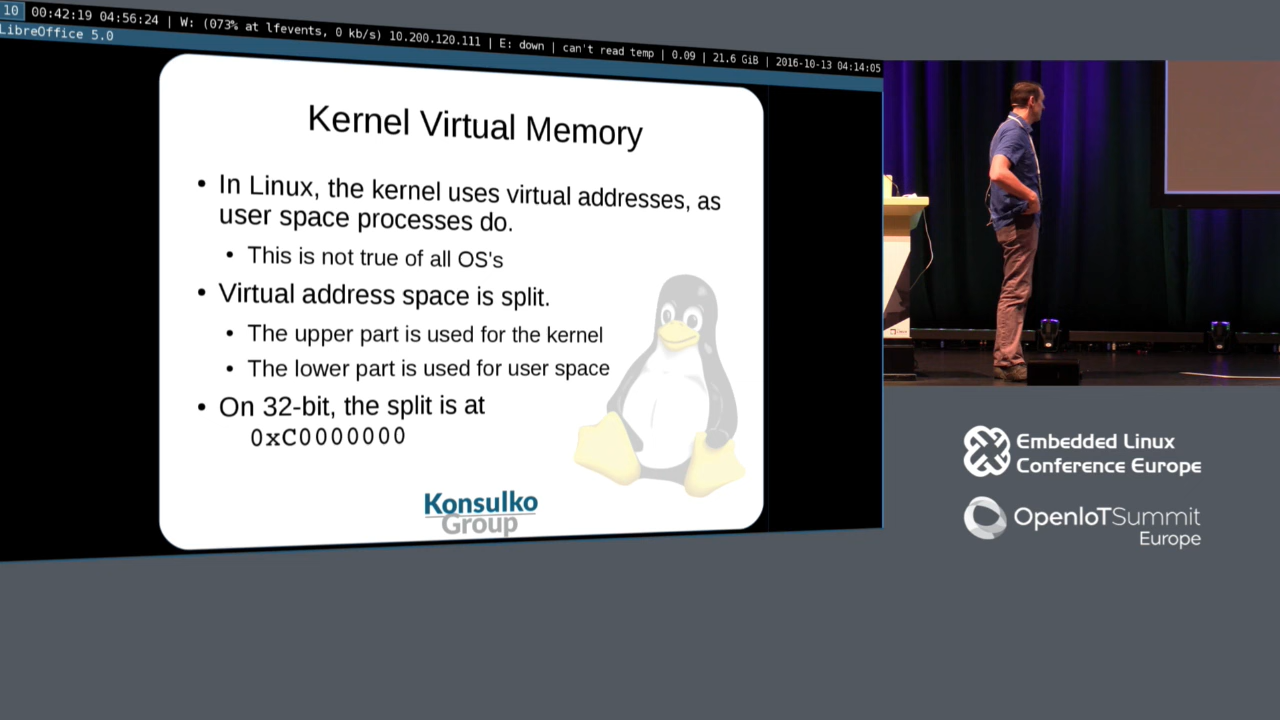 10 00:42:19 04:56:24 | W: (073% at lfevents, 0 kb/s) 10.200.120.111 | E: down | can't read temp | 0.09 | 21.6 GiB | 2016-10-13 04:14:05
LibreOffice 5.0
Kernel Virtual Memory
• In Linux, the kernel uses virtual addresses, as
user space processes do.
• This is not true of all OS's
• Virtual address space is split.
• The upper part is used for the kernel
• The lower part is used for user space
• On 32-bit, the split is at
0xC0000000
Konsulko
Group
Embedded Linux
Conference Europe
OpenIoTSummit
Europe